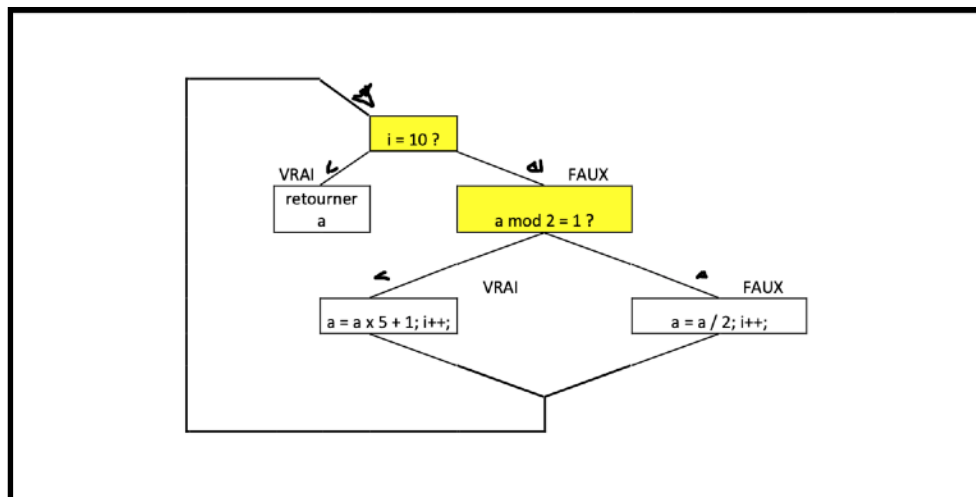 i = 10 ?
VRAI
FAUX
retourner
a
a mod 2 = 1 ?
VRAI
FAUX
a = a x 5 + 1; i++;
a = a / 2; i++;